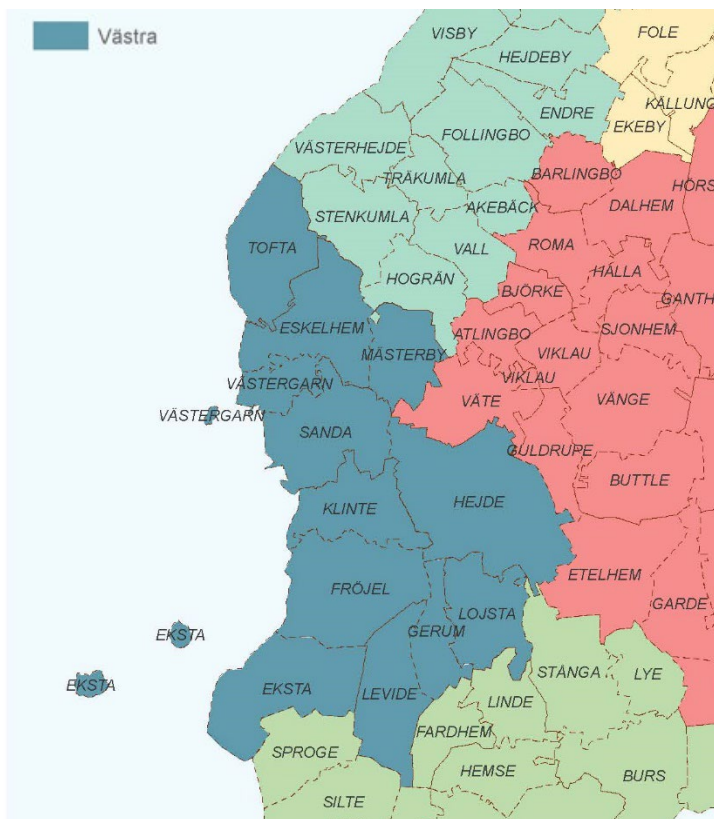 Västra
VISBY
FOLE
HEJDEBY
KÄLLUNG
ENDRE
EKEBY
FOLLINGBO
VÄSTERHEJDE
TRÄKUMLA
BARLINGBO
HÖRS
DALHEM
AKEBÄCK
STENKUMLA
ROMA
TOFTA
VALL
HÁLLA
HOGRÄN
BJÖRKE
GANTH
ESKELHEM
ATLINGBO
SJONHEM
MÄSTERBY
VIKLAU
VÄSTERGARN
VIKLAU
VÄTE
VÄNGE
VÄSTERGARN
SANDA
GULDRUPE
BUTTLE
KLINTE
HEJDE
ETELHEM
FRÖJEL
LOJSTA
GARDE
EKSTA
GERUM
STÅNGA
LYE
EKSTA
EKSTA
LEVIDE
LINDE
FARDHEM
SPROGE
HEMSE
BURS
SILTE